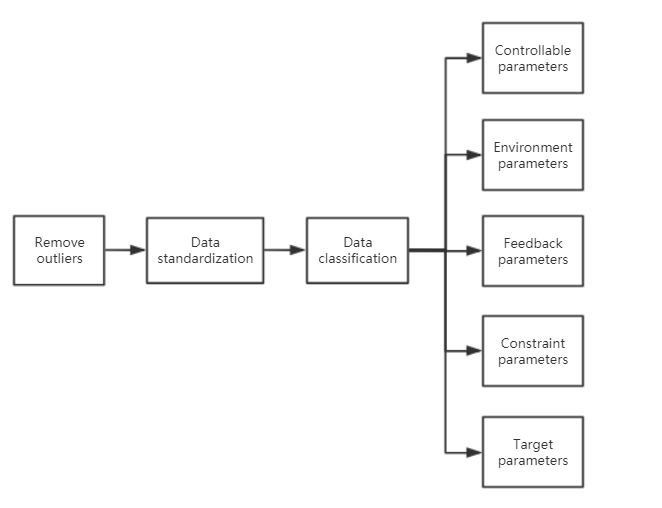 Remove
outliers
Data
standardization
Data
classification
Controllable
parameters
Environment
parameters
Feedback
parameters
Constraint
parameters
Target
parameters